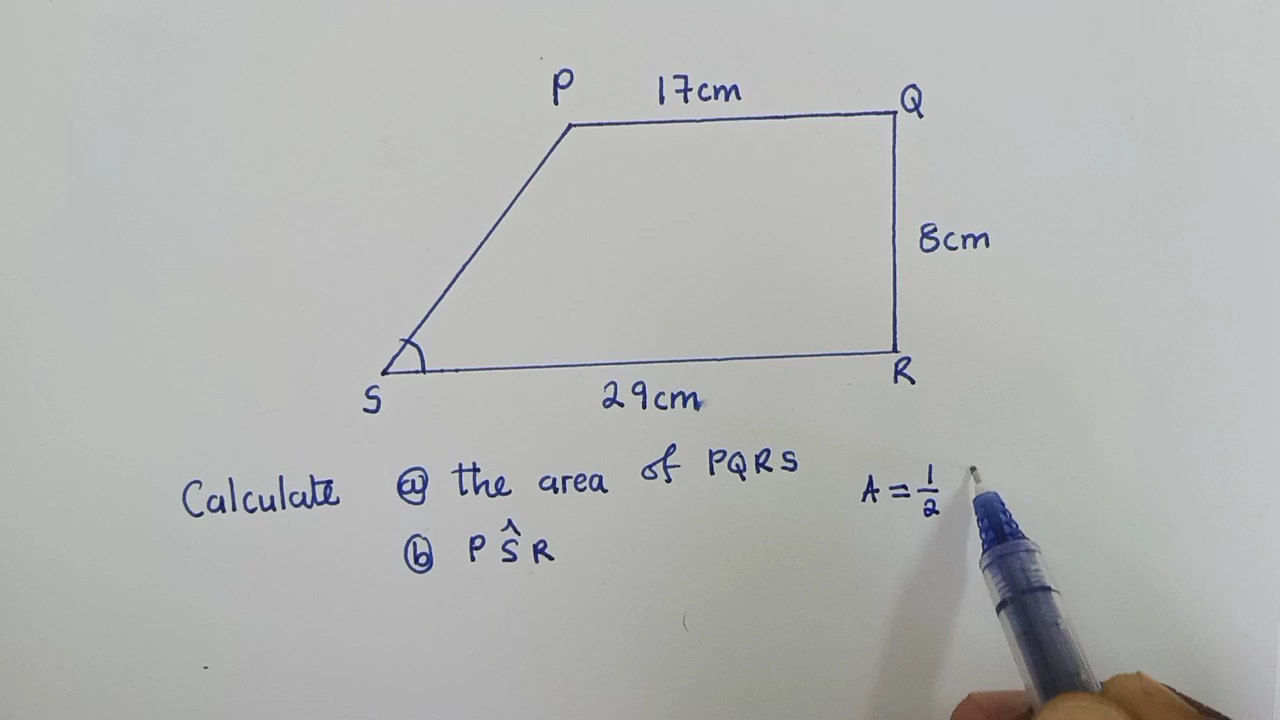 P 17cm Q
8cm
S 29cm R
Calculate ⓐ the area of PQRS
A = 1/2
ⓑ PŜR